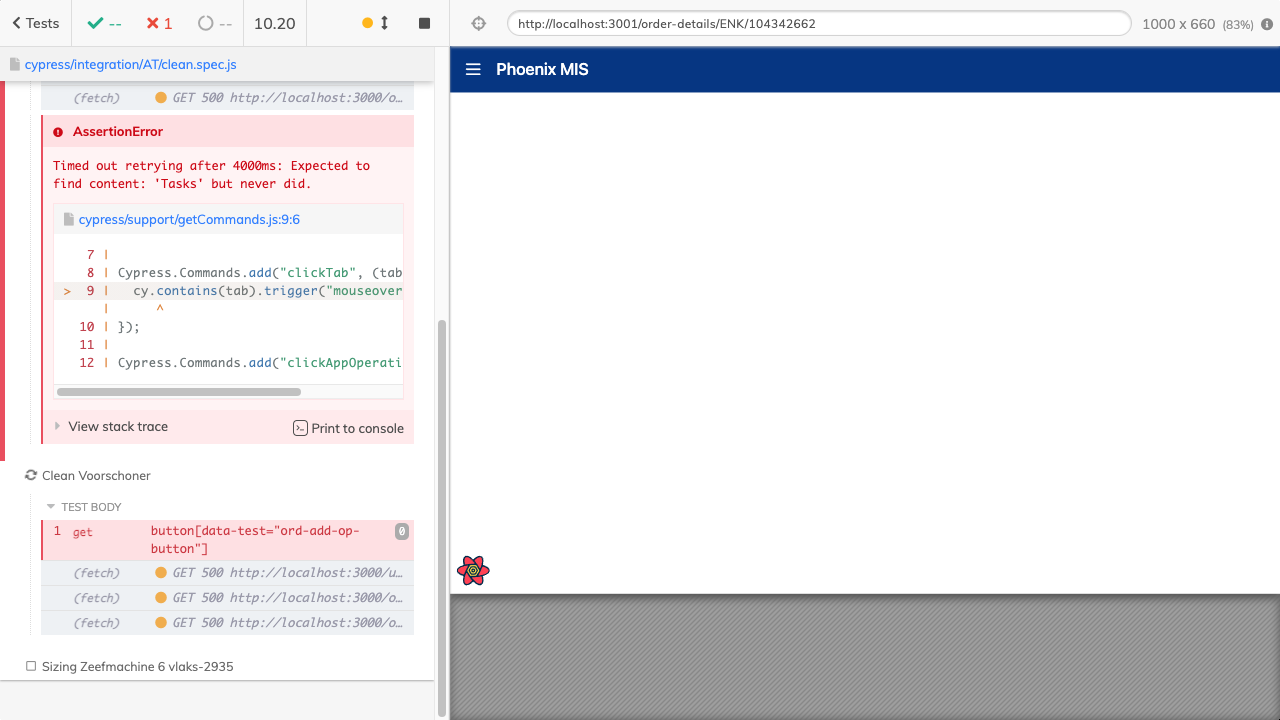 Tests
--
1
--
10.20
http://localhost:3001/order-details/ENK/104342662
1000 x 660 (83%)
cypress/integration/AT/clean.spec.js
Phoenix MIS
(fetch) GET 500 http://localhost:3000/o…
AssertionError
Timed out retrying after 4000ms: Expected to
find content: 'Tasks' but never did.
cypress/support/getCommands.js:9:6
7 |
8 | Cypress.Commands.add("clickTab", (tab
> 9 | cy.contains(tab).trigger("mouseover
| ^
10 | });
11 |
12 | Cypress.Commands.add("clickAppOperati
View stack trace
Print to console
Clean Voorschoner
TEST BODY
1 get button[data-test="ord-add-op-
button"] 0
(fetch) GET 500 http://localhost:3000/u…
(fetch) GET 500 http://localhost:3000/o…
(fetch) GET 500 http://localhost:3000/o…
Sizing Zeefmachine 6 vlaks-2935